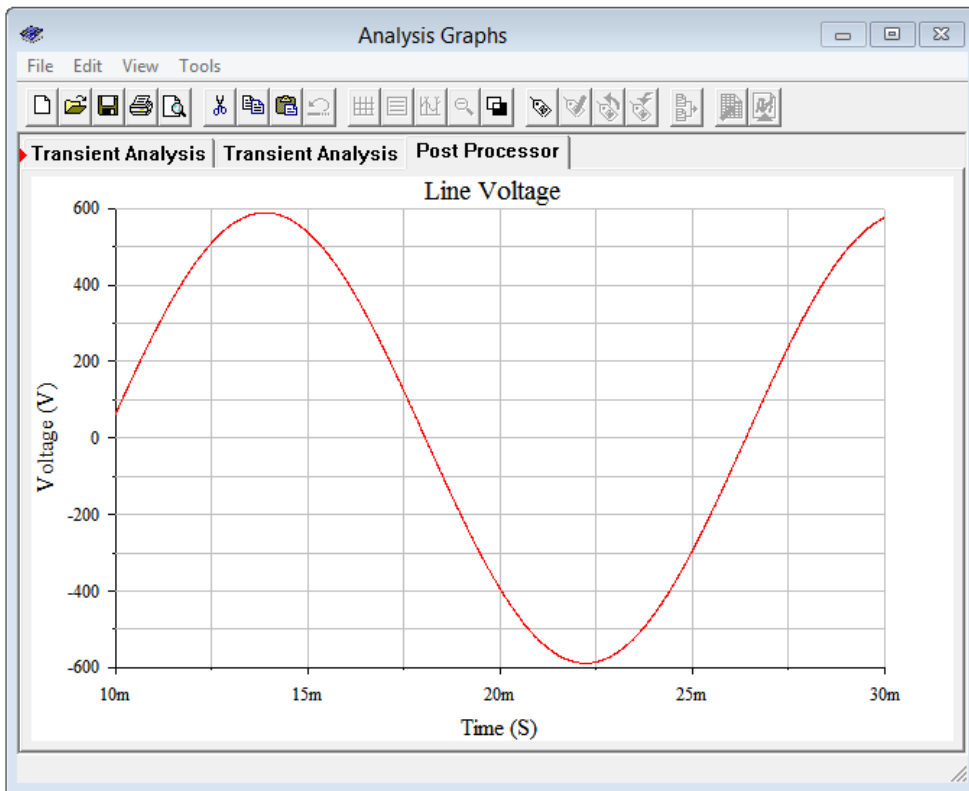 Analysis Graphs
File Edit View Tools
Transient Analysis Transient Analysis Post Processor
Line Voltage
600
400
200
0
-200
-400
-600
Voltage (V)
10m 15m 20m 25m 30m
Time (S)